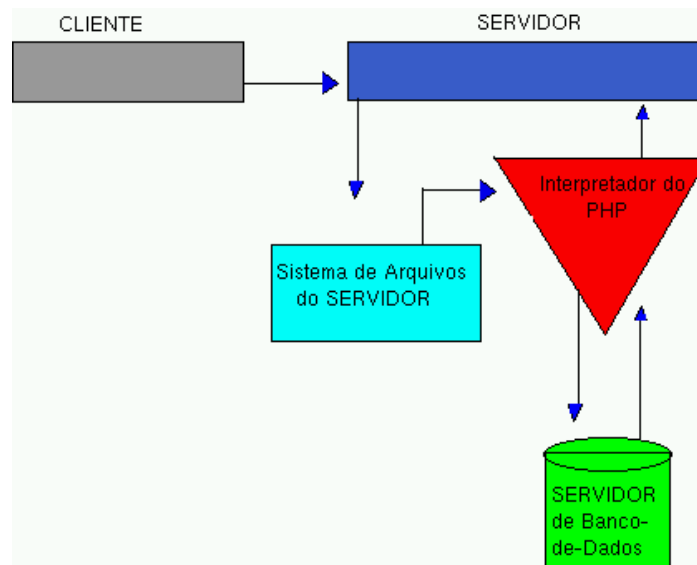 CLIENTE
SERVIDOR
Interpretador do
PHP
Sistema de Arquivos
do SERVIDOR
SERVIDOR
de Banco-
de-Dados